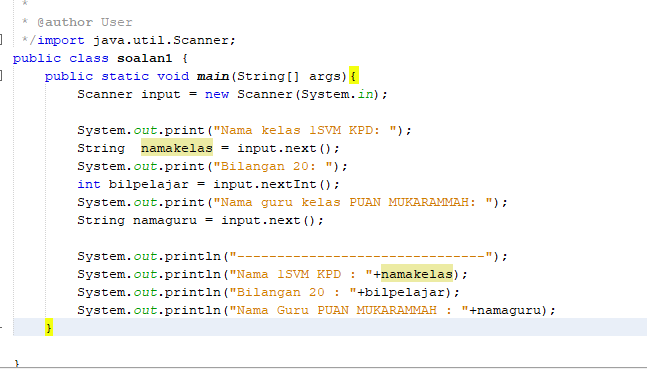 *
* @author User
*/import java.util.Scanner;
public class soalan1 {
public static void main(String[] args){
Scanner input = new Scanner(System.in);
System.out.print("Nama kelas 1SVM KPD: ");
String  namakelas = input.next();
System.out.print("Bilangan 20: ");
int bilpelajar = input.nextInt();
System.out.print("Nama guru kelas PUAN MUKARAMMAH: ");
String namaguru = input.next();
System.out.println("-------------------------------");
System.out.println("Nama 1SVM KPD : "+namakelas);
System.out.println("Bilangan 20 : "+bilpelajar);
System.out.println("Nama Guru PUAN MUKARAMMAH : "+namaguru);
}
}